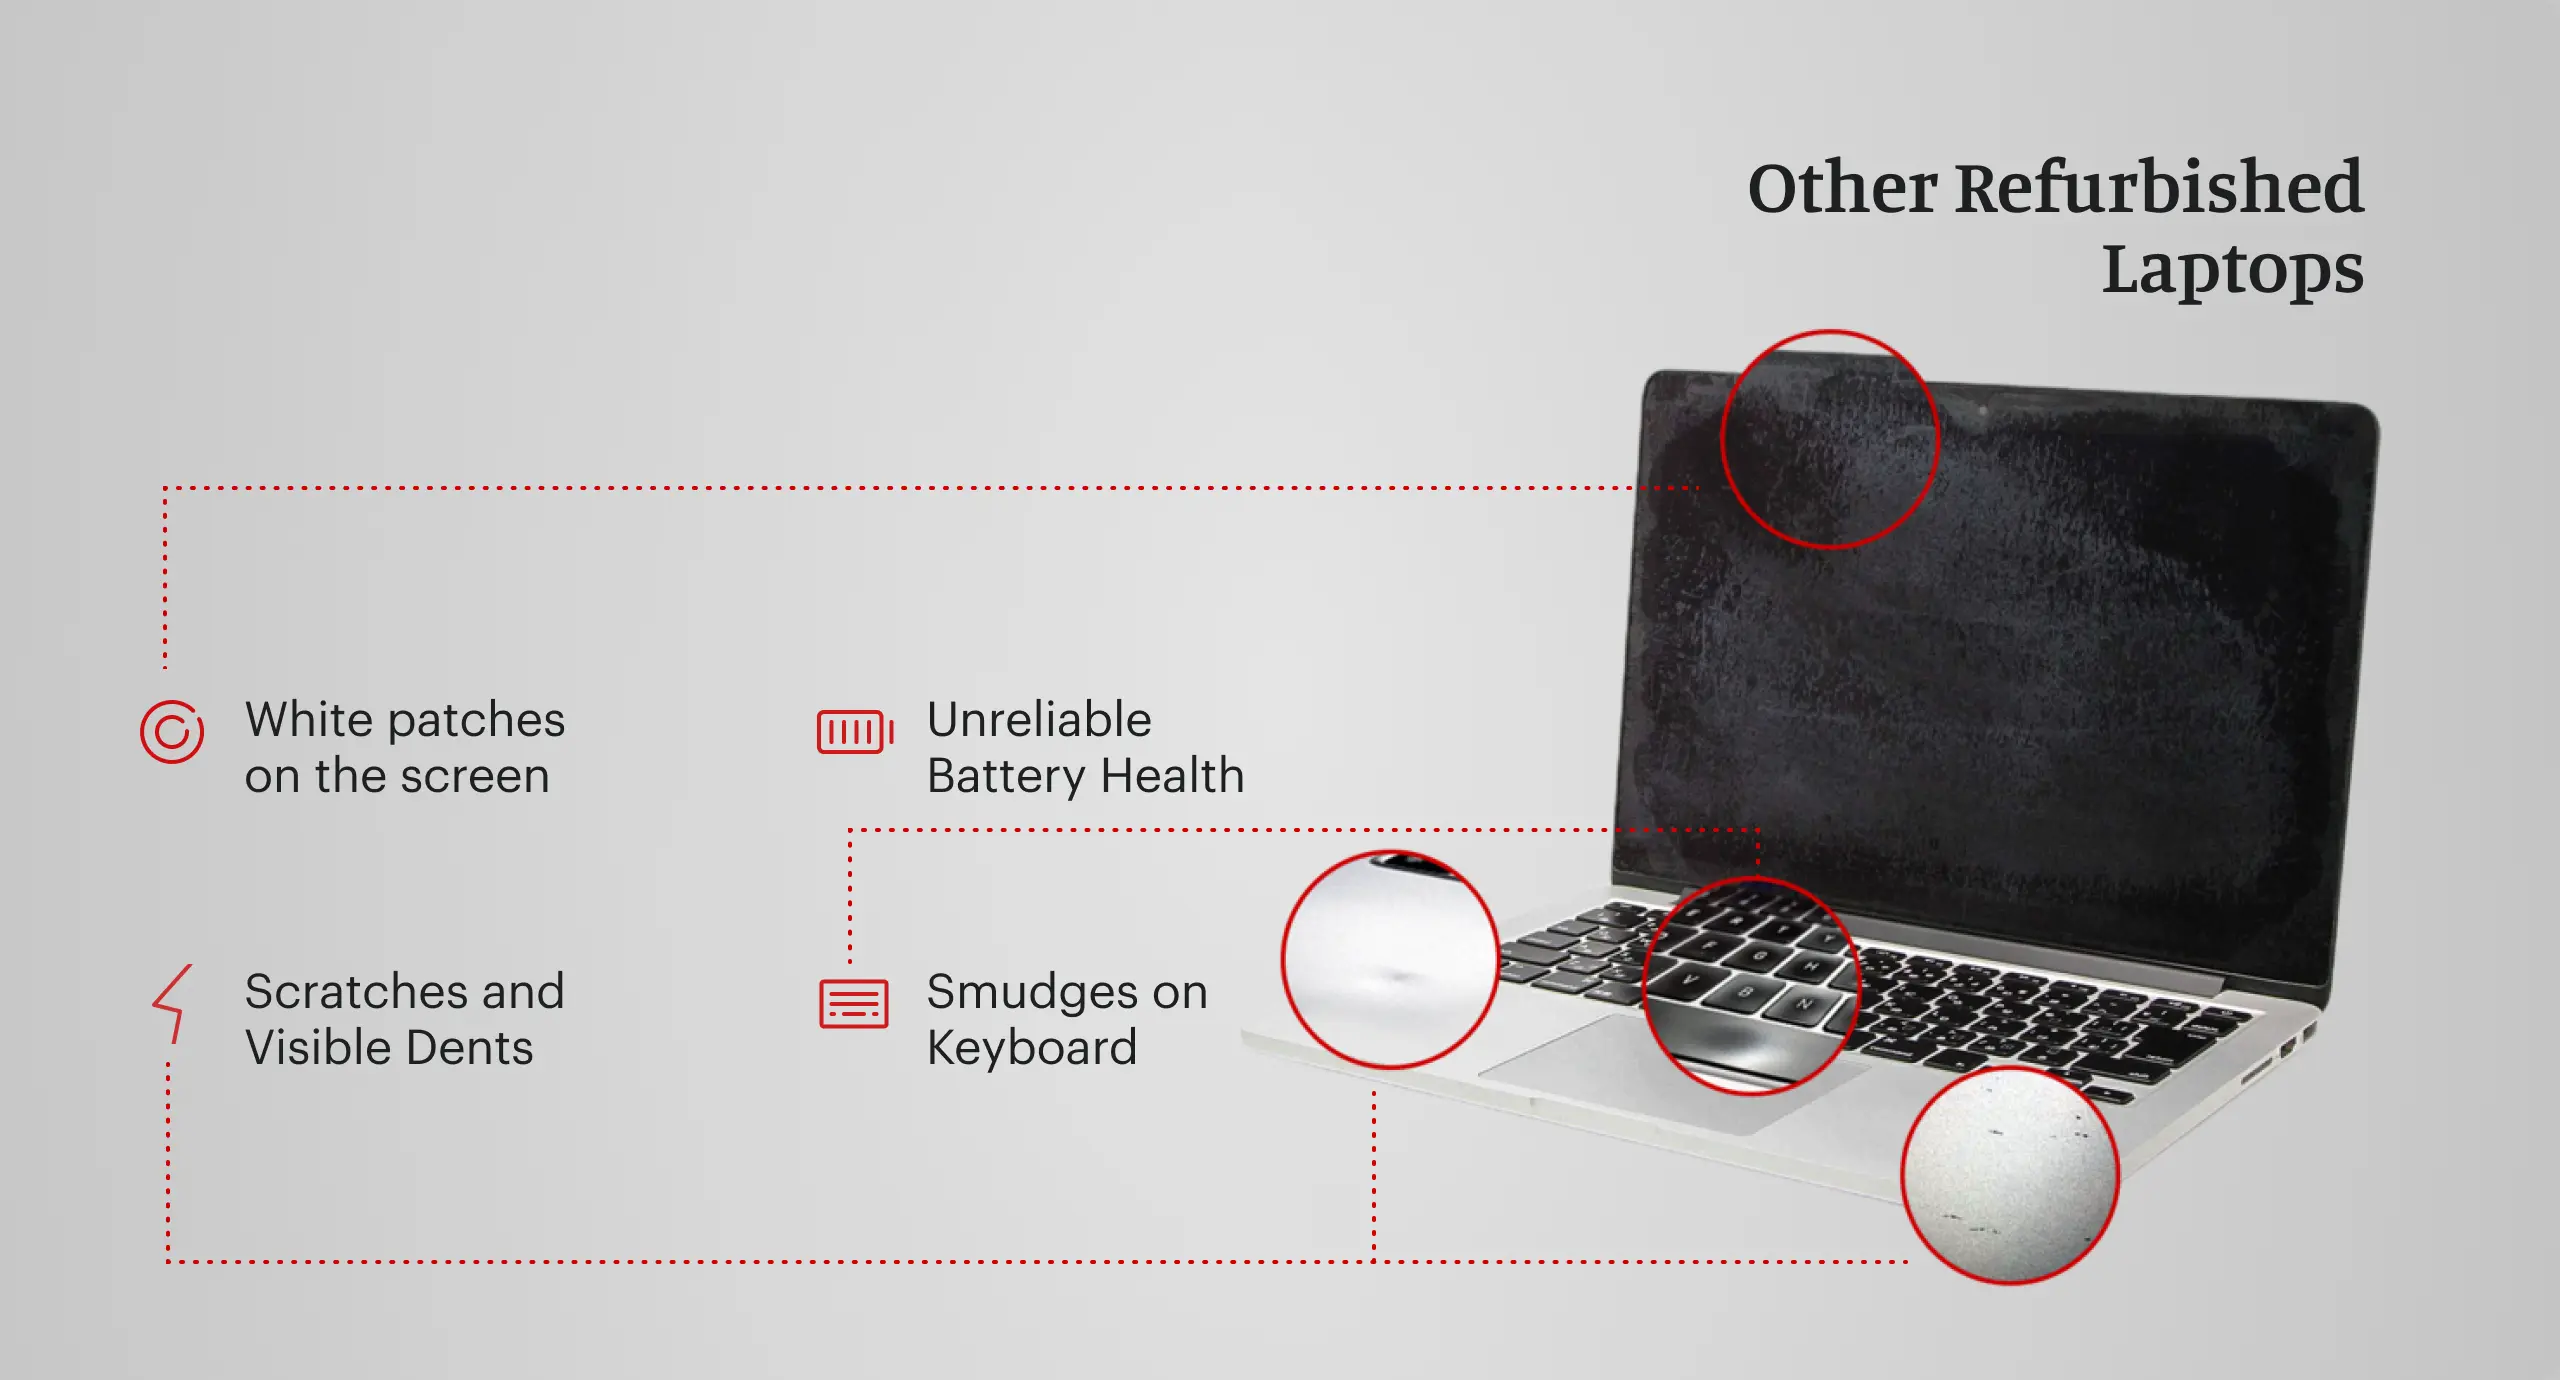 Other Refurbished
Laptops
White patches
on the screen
Unreliable
Battery Health
Scratches and
Visible Dents
Smudges on
Keyboard
R
T
Y
F
G
H
V
B
N